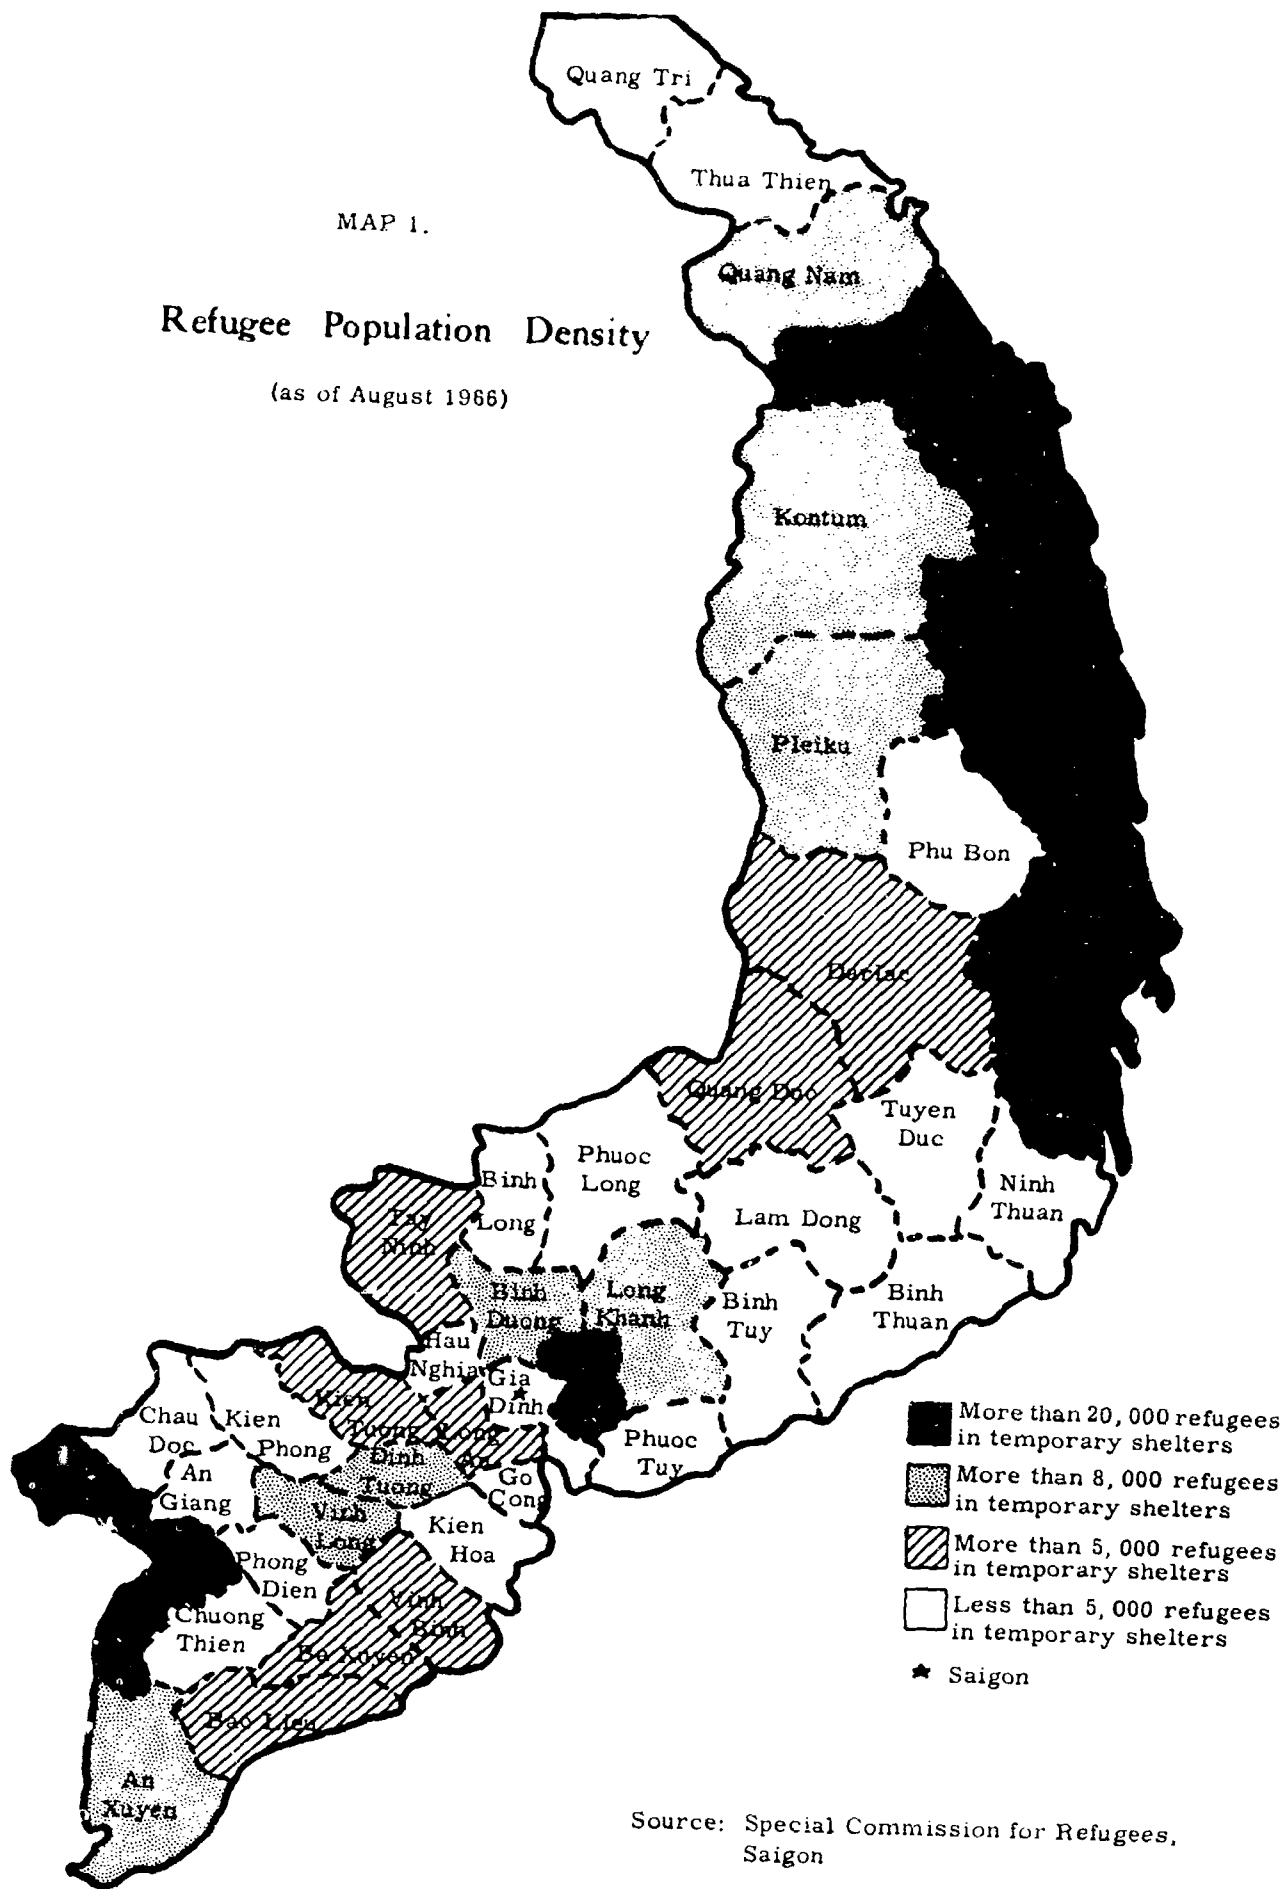 MAP 1.
Refugee Population Density
(as of August 1966)
Quang Tri
Thua Thien
Quang Nam
Kontum
Pleiku
Phu Bon
Darlac
Quang Duc
Tuyen
Duc
Phuoc
Long
Binh
Long
Ninh
Thuan
Lam Dong
Tay
Ninh
Binh
Duong
Long
Khanh
Binh
Tuy
Binh
Thuan
Hau
Nghia
Gia
Dinh
Kien
Tuong
Long
An
Chau
Doc
Kien
Phong
Dinh
Tuong
Phuoc
Tuy
An
Giang
Go
Cong
Vinh
Long
Kien
Hoa
Phong
Dien
Vinh
Binh
Chuong
Thien
Ba Xuyen
Bac Lieu
An
Xuyen
More than 20,000 refugees
in temporary shelters
More than 8,000 refugees
in temporary shelters
More than 5,000 refugees
in temporary shelters
Less than 5,000 refugees
in temporary shelters
Saigon
Source: Special Commission for Refugees,
Saigon